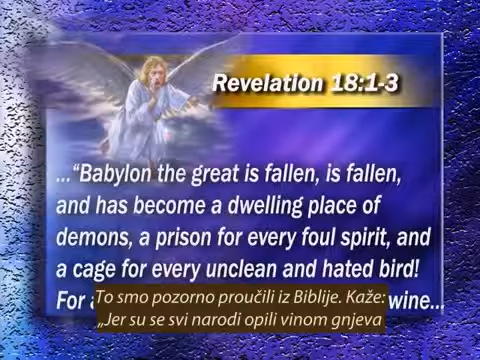 Revelation 18:1-3
...“Babylon the great is fallen, is fallen,
and has become a dwelling place of
demons, a prison for every foul spirit, and
a cage for every unclean and hated bird!
For wine...
To smo pozorno proučili iz Biblije. Kaže:
„Jer su se svi narodi opili vinom gnjeva